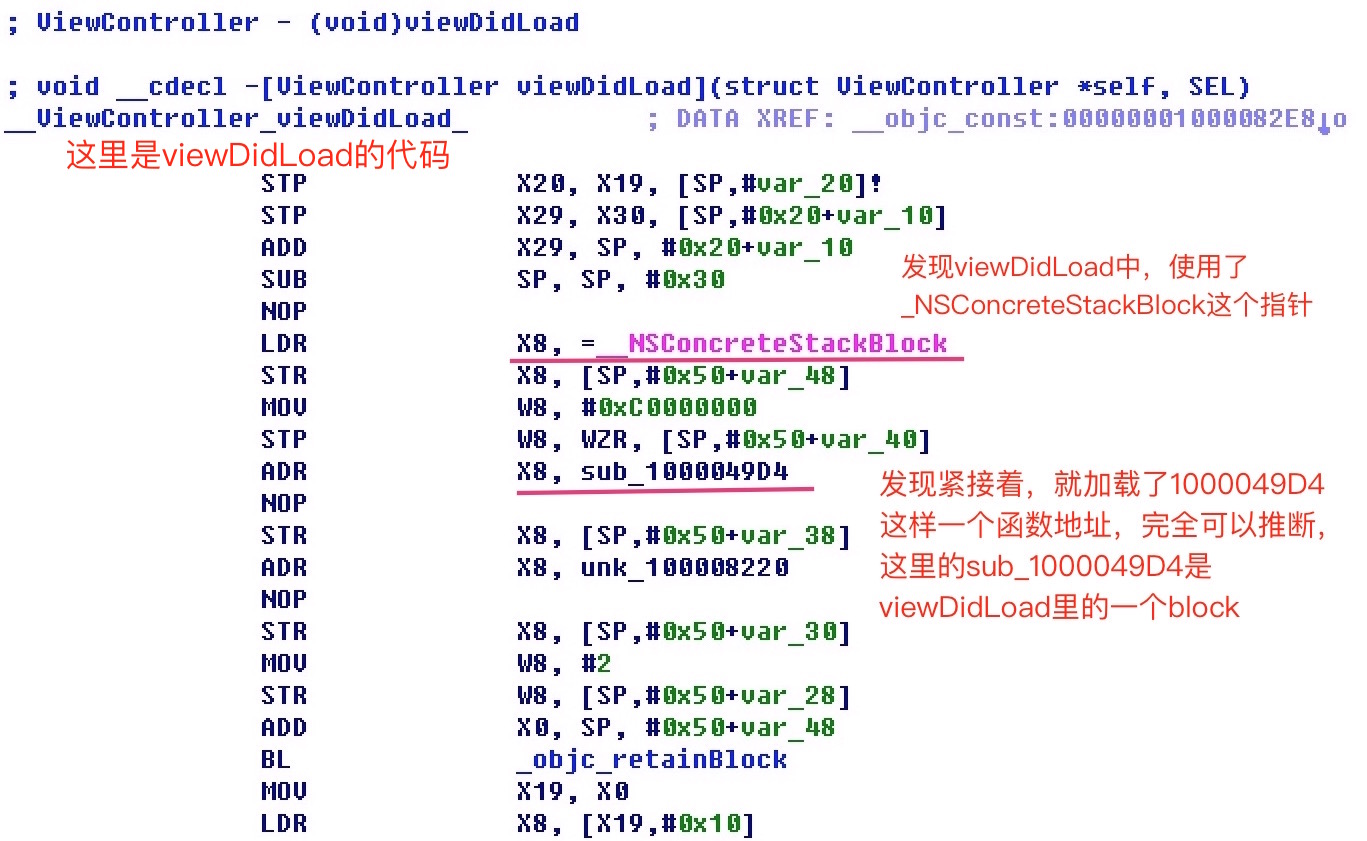 ; ViewController - (void)viewDidLoad
; void __cdecl -[ViewController viewDidLoad](struct ViewController *self, SEL)
__ViewController_viewDidLoad_ ; DATA XREF: __objc_const:00000001000082E8↓o
这里是viewDidLoad的代码
STP X20, X19, [SP,#var_20]!
STP X29, X30, [SP,#0x20+var_10]
ADD X29, SP, #0x20+var_10
发现viewDidLoad中，使用了
SUB SP, SP, #0x30
_NSConcreteStackBlock这个指针
NOP
LDR X8, =__NSConcreteStackBlock
STR X8, [SP,#0x50+var_48]
MOV W8, #0xC0000000
STP W8, WZR, [SP,#0x50+var_40]
ADR X8, sub_1000049D4
发现紧接着，就加载了1000049D4
NOP
这样一个函数地址，完全可以推断，
STR X8, [SP,#0x50+var_38]
ADR X8, unk_100008220
这里的sub_1000049D4是
NOP
viewDidLoad里的一个block
STR X8, [SP,#0x50+var_30]
MOV W8, #2
STR W8, [SP,#0x50+var_28]
ADD X0, SP, #0x50+var_48
BL _objc_retainBlock
MOV X19, X0
LDR X8, [X19,#0x10]